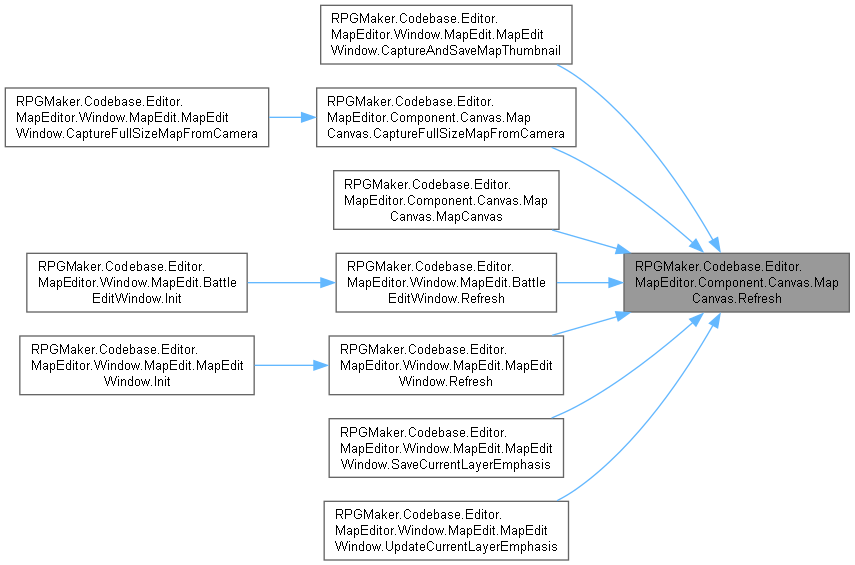 RPGMaker.Codebase.Editor.
MapEditor.Window.MapEdit.MapEdit
Window.CaptureAndSaveMapThumbnail
RPGMaker.Codebase.Editor.
MapEditor.Window.MapEdit.MapEdit
Window.CaptureFullSizeMapFromCamera
RPGMaker.Codebase.Editor.
MapEditor.Component.Canvas.Map
Canvas.CaptureFullSizeMapFromCamera
RPGMaker.Codebase.Editor.
MapEditor.Component.Canvas.Map
Canvas.MapCanvas
RPGMaker.Codebase.Editor.
MapEditor.Window.MapEdit.Battle
EditWindow.Init
RPGMaker.Codebase.Editor.
MapEditor.Window.MapEdit.Battle
EditWindow.Refresh
RPGMaker.Codebase.Editor.
MapEditor.Component.Canvas.Map
Canvas.Refresh
RPGMaker.Codebase.Editor.
MapEditor.Window.MapEdit.MapEdit
Window.Init
RPGMaker.Codebase.Editor.
MapEditor.Window.MapEdit.MapEdit
Window.Refresh
RPGMaker.Codebase.Editor.
MapEditor.Window.MapEdit.MapEdit
Window.SaveCurrentLayerEmphasis
RPGMaker.Codebase.Editor.
MapEditor.Window.MapEdit.MapEdit
Window.UpdateCurrentLayerEmphasis